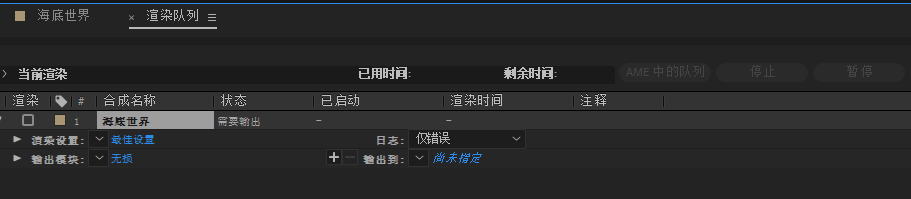 海底世界 × 渲染队列 ☰
当前渲染 已用时间: 剩余时间: AME 中的队列 停止 暂停
渲染 # 合成名称 状态 已启动 渲染时间 注释
1 海底世界 需要输出 - -
渲染设置: 最佳设置 日志: 仅错误
输出模块: 无损 + - 输出到: 尚未指定